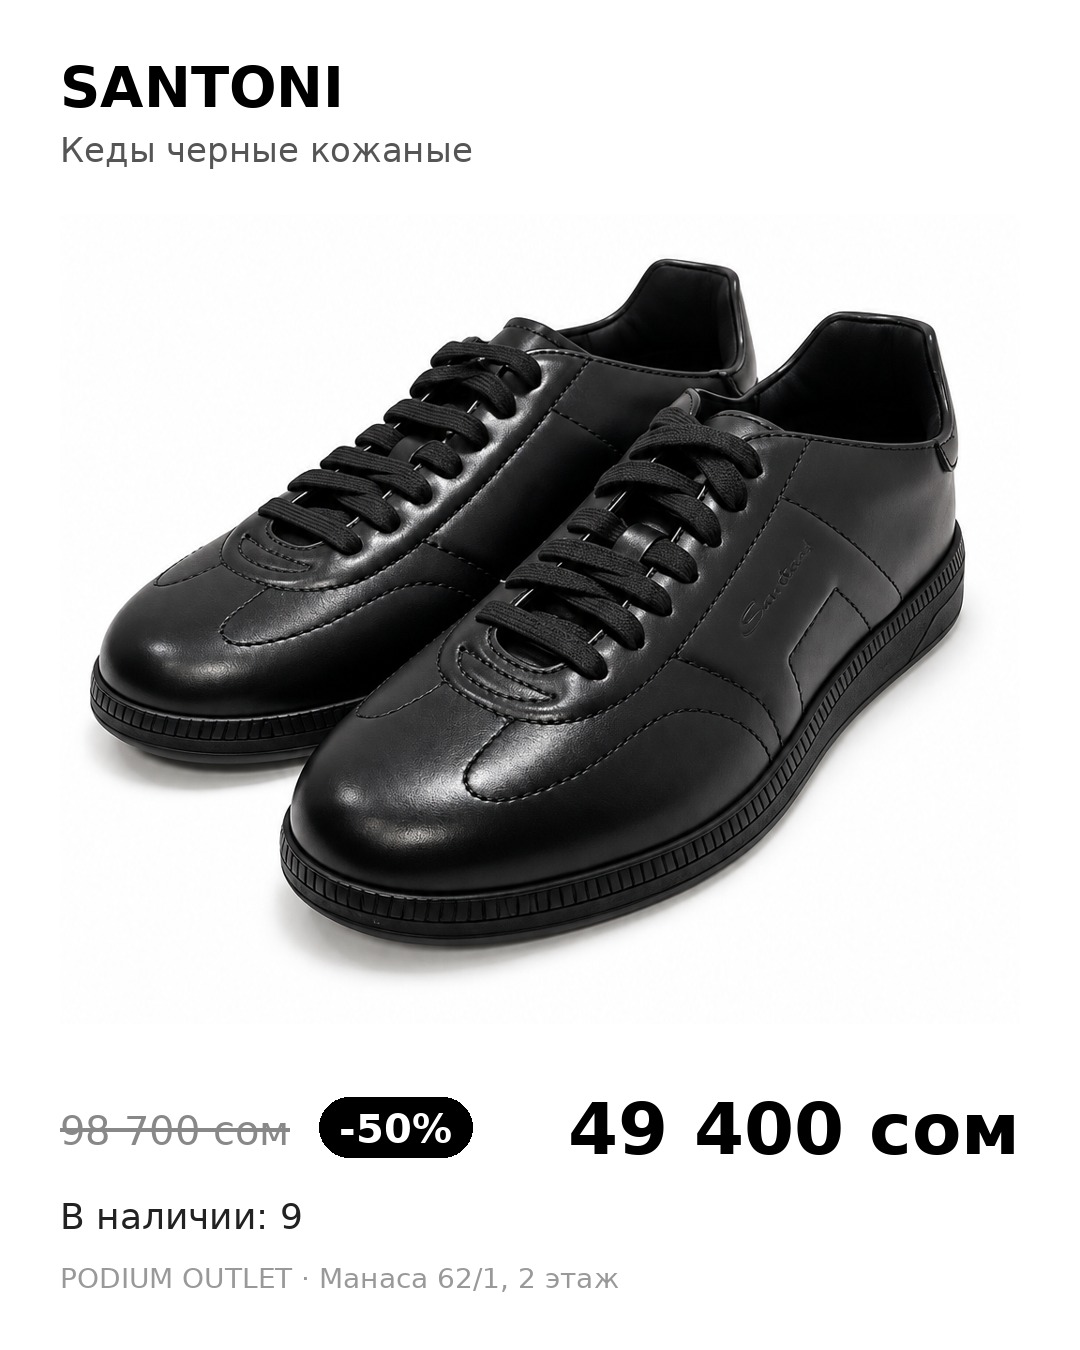 SANTONI
Кеды черные кожаные
Santoni
98 700 сом -50% 49 400 сом
В наличии: 9
PODIUM OUTLET · Манаса 62/1, 2 этаж